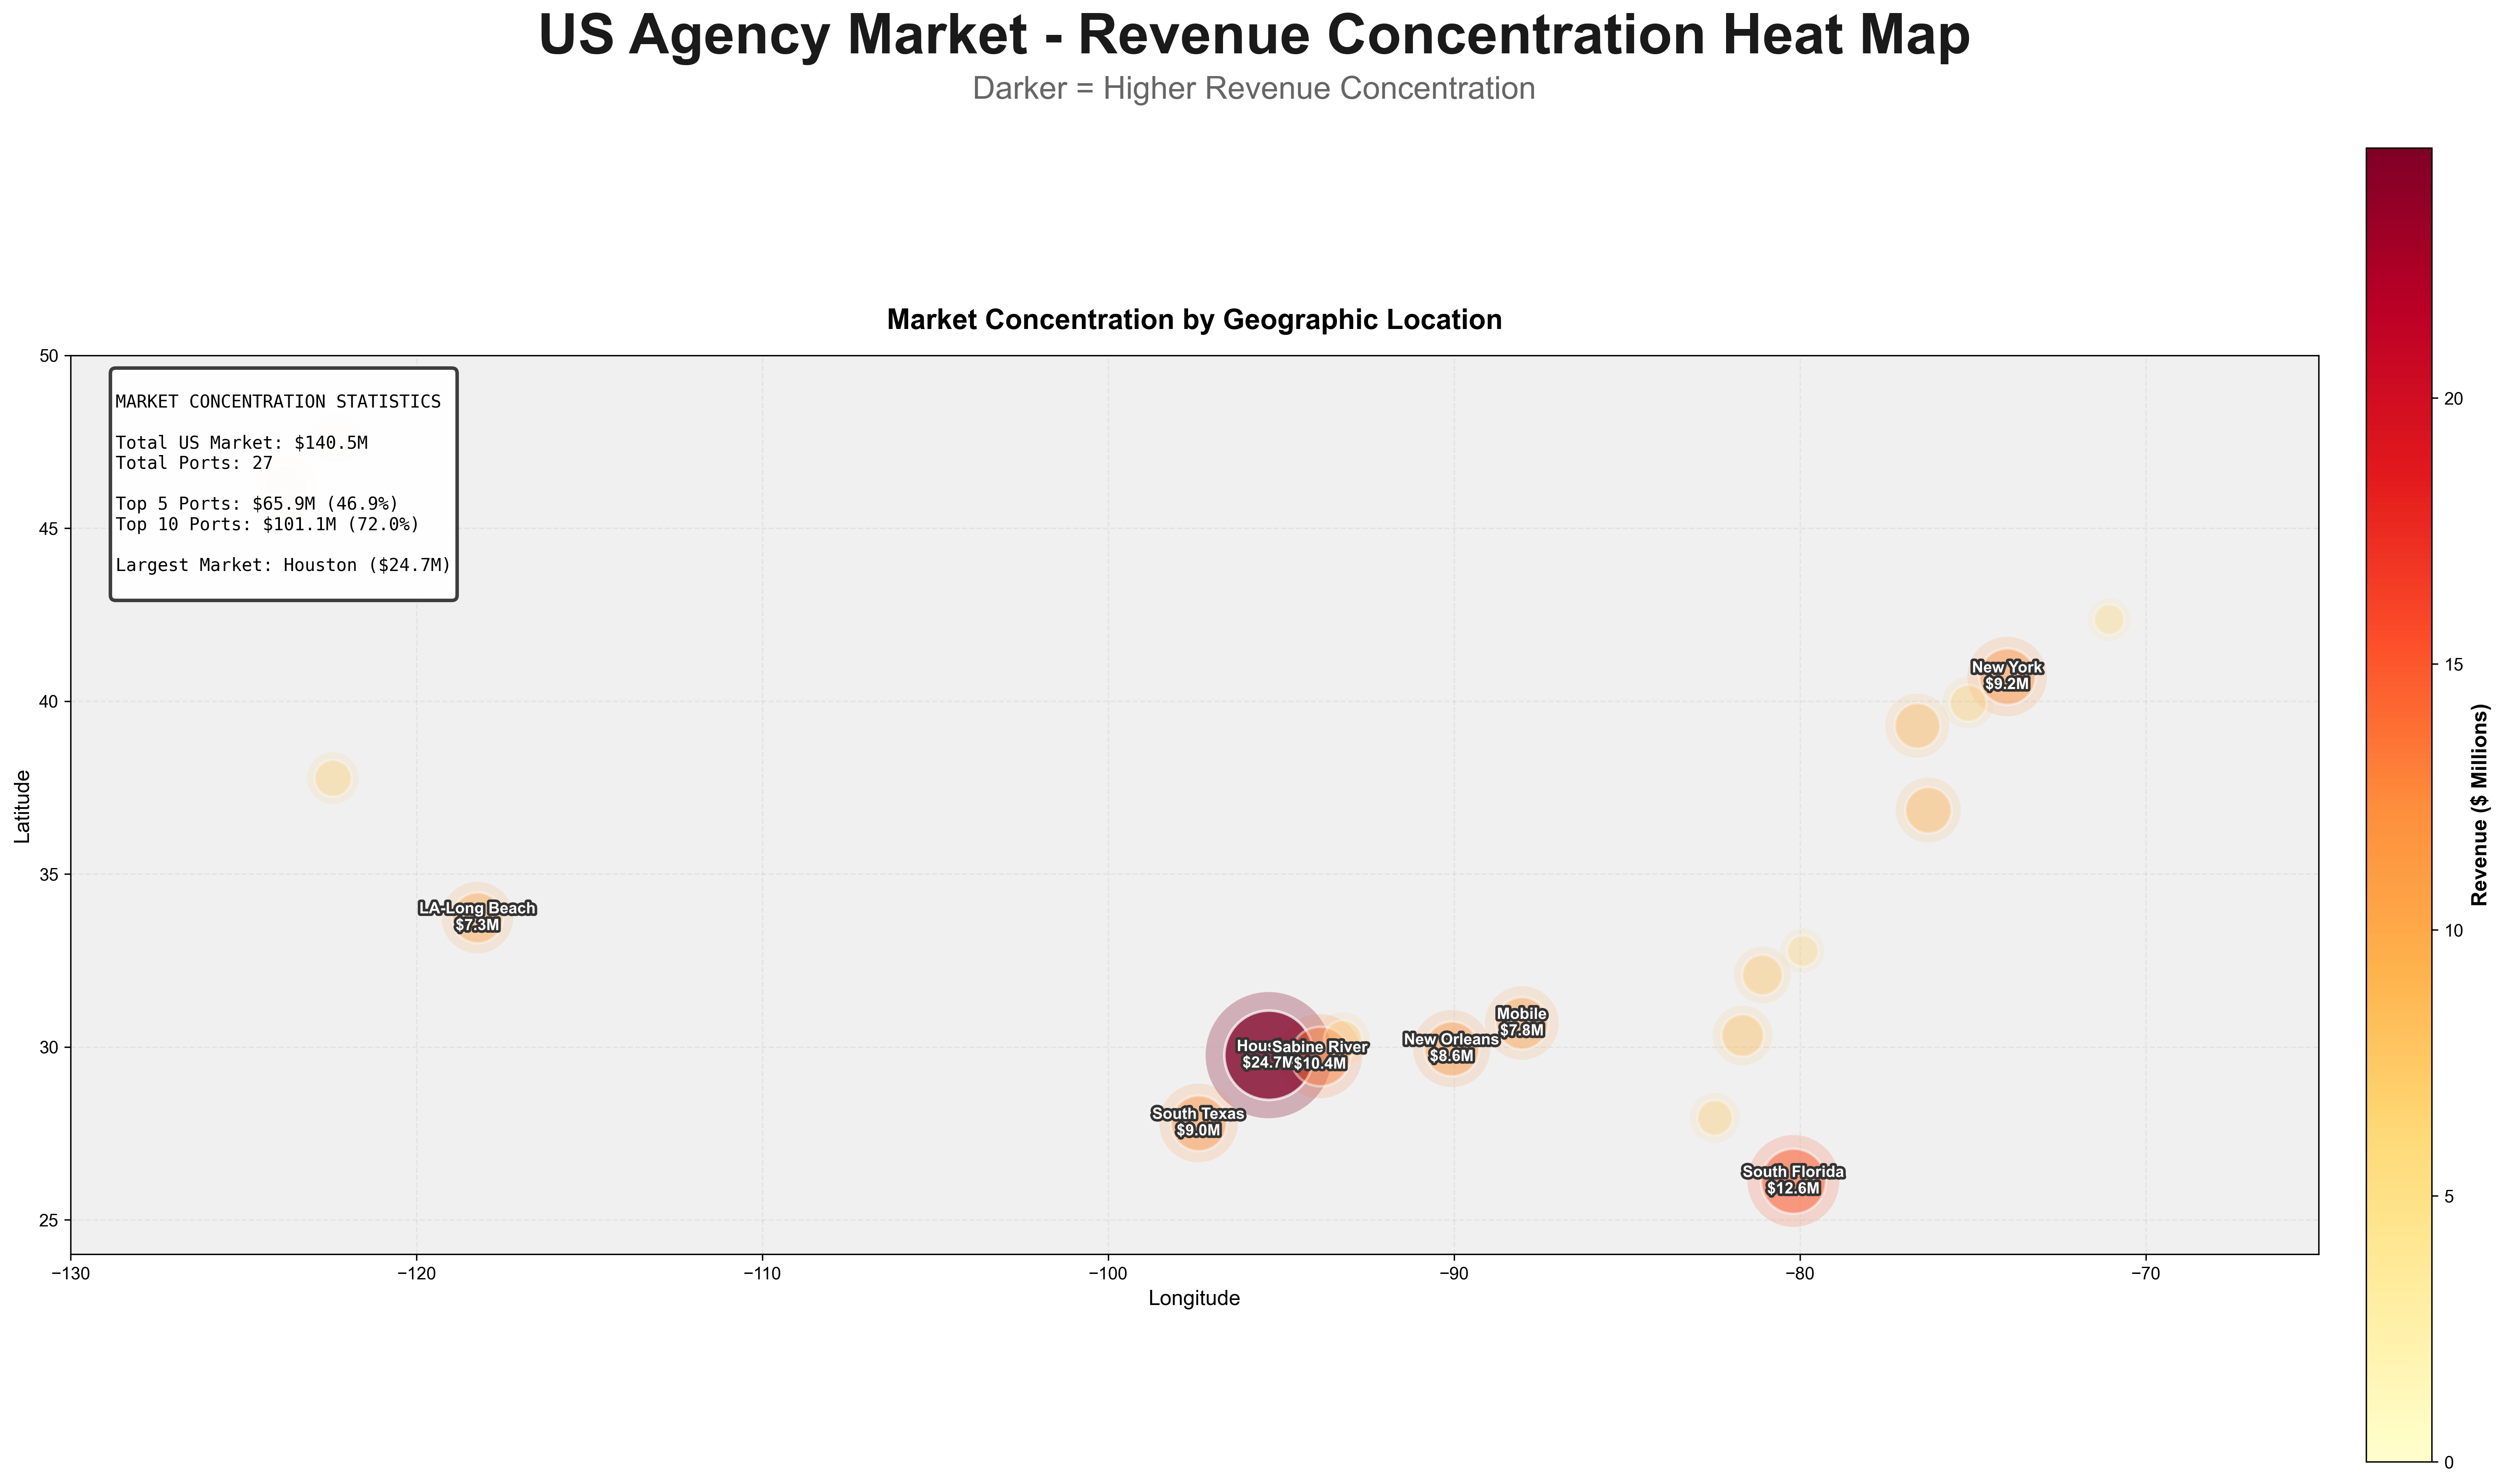 US Agency Market - Revenue Concentration Heat Map
Darker = Higher Revenue Concentration
Market Concentration by Geographic Location
MARKET CONCENTRATION STATISTICS
Total US Market: $140.5M
Total Ports: 27
Top 5 Ports: $65.9M (46.9%)
Top 10 Ports: $101.1M (72.0%)
Largest Market: Houston ($24.7M)
50
45
40
35
30
25
Latitude
−130
−120
−110
−100
−90
−80
−70
Longitude
New York
$9.2M
LA-Long Beach
$7.3M
Mobile
$7.8M
New Orleans
$8.6M
Sabine River
$10.4M
$24.7M
South Texas
$9.0M
South Florida
$12.6M
20
15
10
5
0
Revenue ($ Millions)